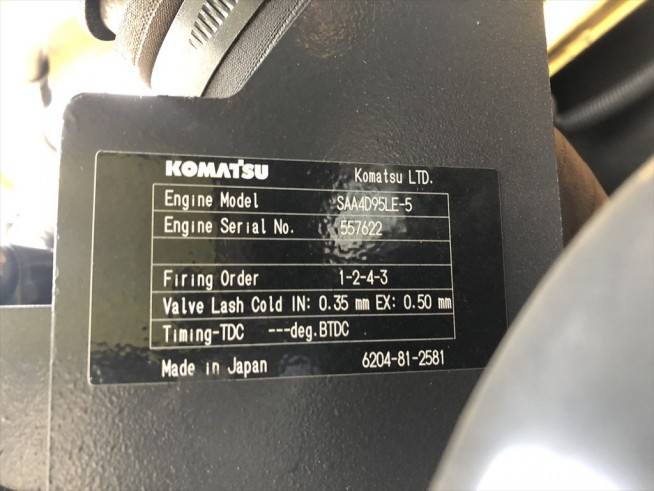 KOMATSU Komatsu LTD.
Engine Model SAA4D95LE-5
Engine Serial No. 557622
Firing Order 1-2-4-3
Valve Lash Cold IN: 0.35 mm EX: 0.50 mm
Timing-TDC ---deg.BTDC
Made in Japan 6204-81-2581